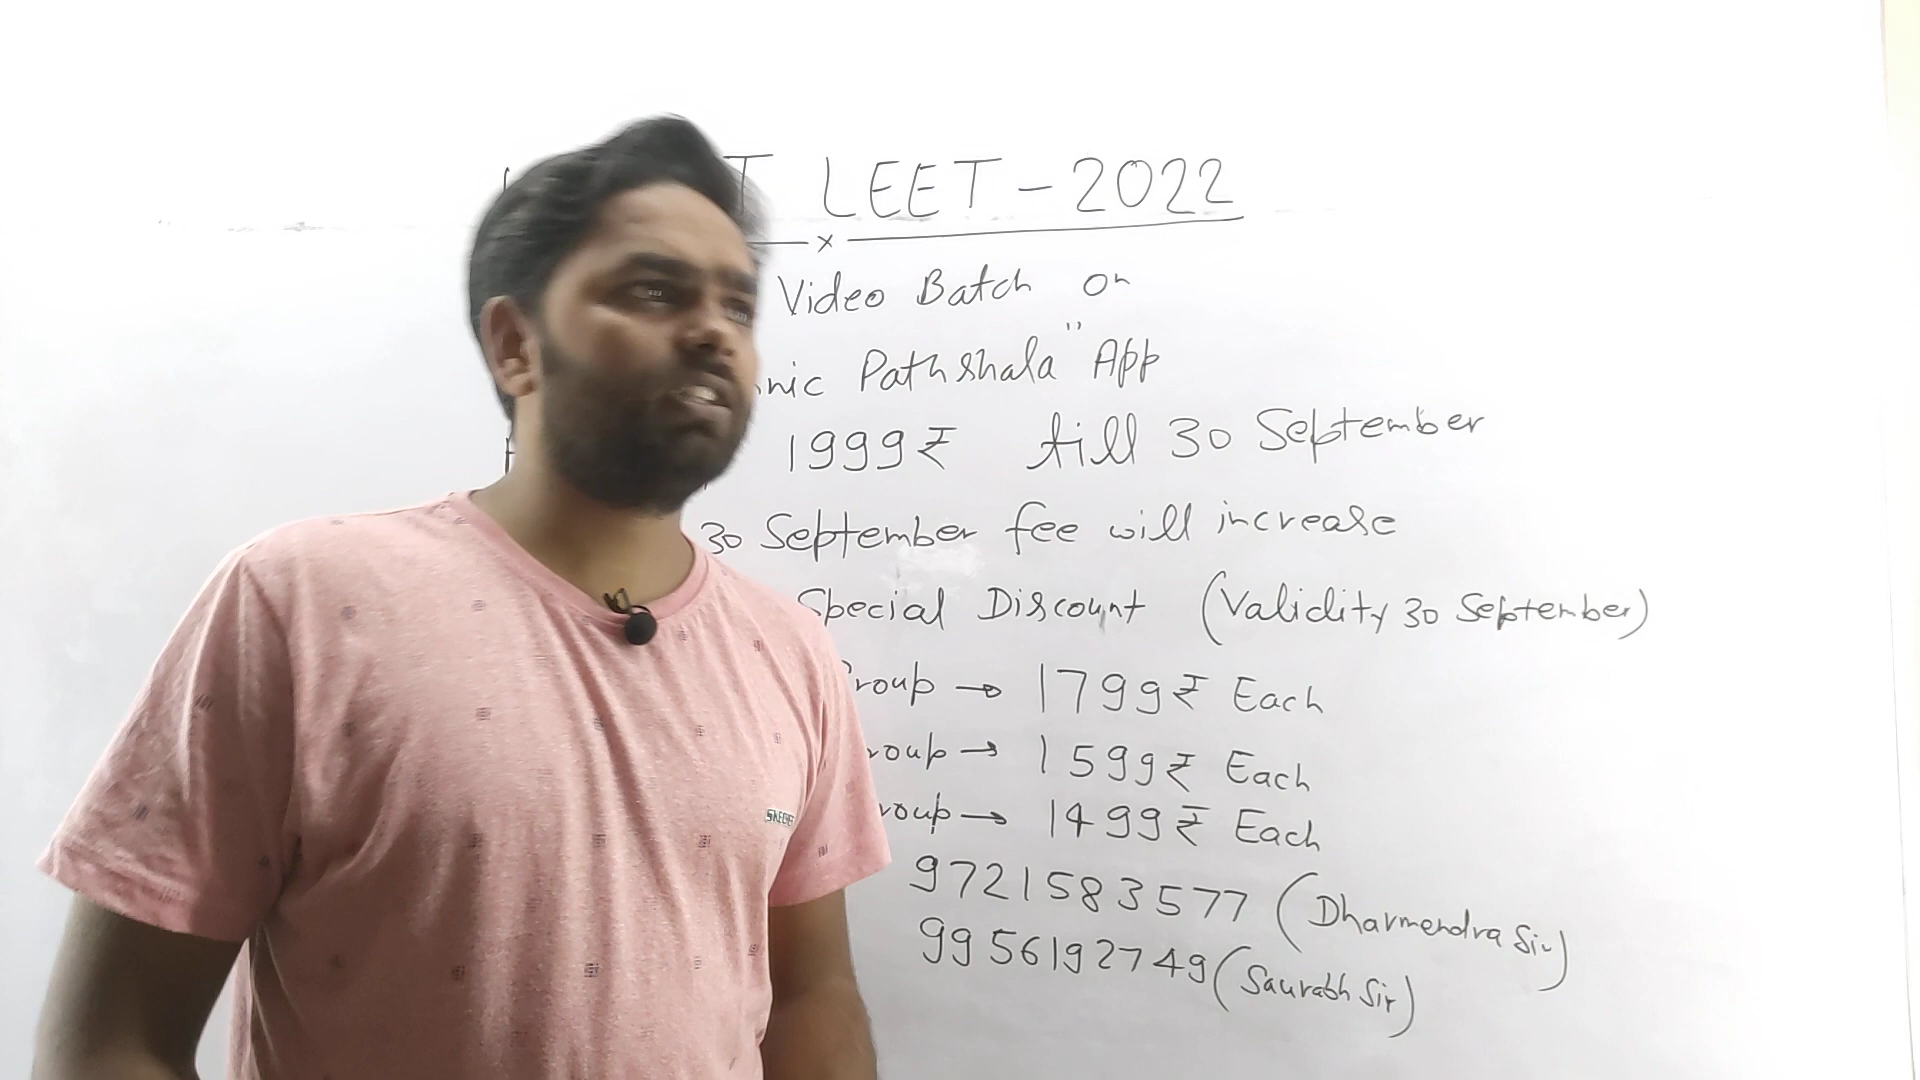 T LEET - 2022
x
Video Batch on
nic Pathshala" App
1999₹ till 30 September
30 September fee will increase
Special Discount (Validity 30 September)
roup → 1799₹ Each
roup → 1599₹ Each
roup → 1499₹ Each
9721583577 (Dharmendra Sir)
9956192749 (Saurabh Sir)